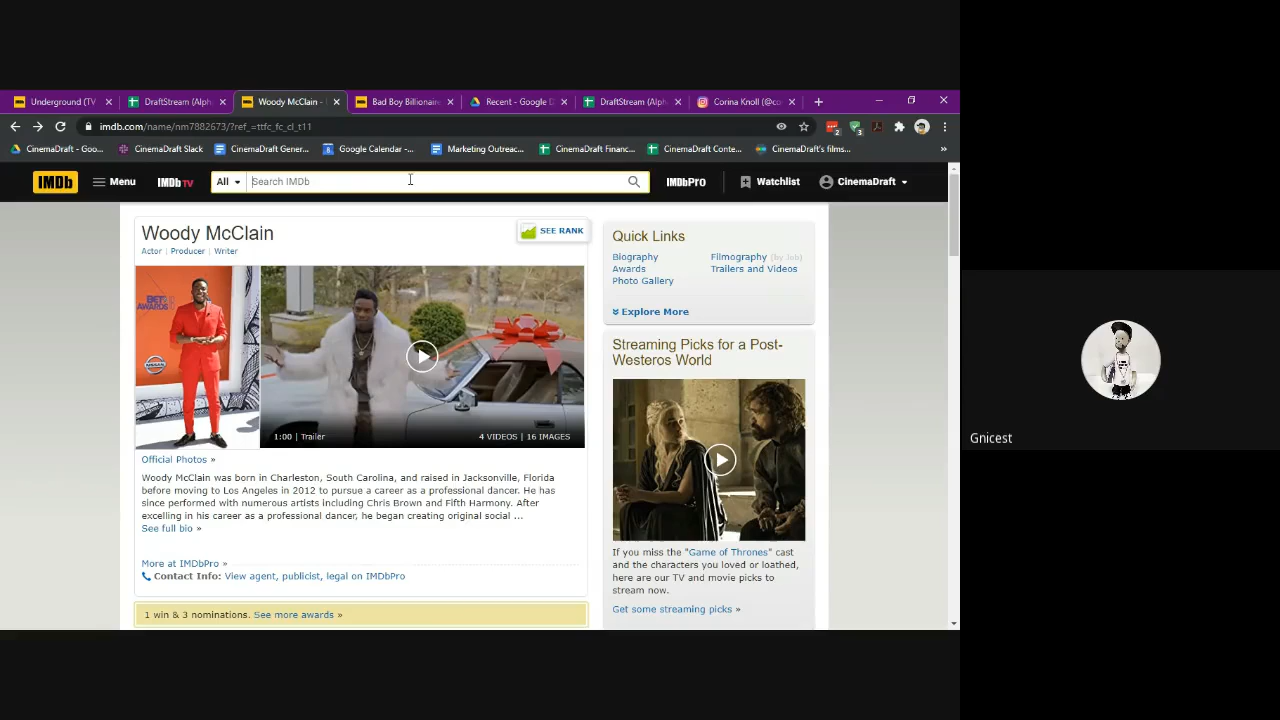 Underground (TV
DraftStream (Alph
Woody McClain -
Bad Boy Billionair
Recent - Google D
DraftStream (Alph
Corina Knoll (@co
imdb.com/name/nm7882673/?ref_=ttfc_fc_cl_t11
2
3
CinemaDraft - Goo...
CinemaDraft Slack
CinemaDraft Gener...
Google Calendar -...
Marketing Outreac...
CinemaDraft Financ...
CinemaDraft Conte...
CinemaDraft's films...
IMDb
Menu
IMDb TV
All
Search IMDb
IMDbPro
Watchlist
CinemaDraft
Woody McClain
SEE RANK
Actor | Producer | Writer
BET
AWARDS
NISSAN
1:00 | Trailer
4 VIDEOS | 16 IMAGES
Official Photos »
Woody McClain was born in Charleston, South Carolina, and raised in Jacksonville, Florida
before moving to Los Angeles in 2012 to pursue a career as a professional dancer. He has
since performed with numerous artists including Chris Brown and Fifth Harmony. After
excelling in his career as a professional dancer, he began creating original social ...
See full bio »
More at IMDbPro »
Contact Info: View agent, publicist, legal on IMDbPro
1 win & 3 nominations. See more awards »
Quick Links
Biography
Filmography (by Job)
Awards
Trailers and Videos
Photo Gallery
Explore More
Streaming Picks for a Post-
Westeros World
If you miss the "Game of Thrones" cast
and the characters you loved or loathed,
here are our TV and movie picks to
stream now.
Get some streaming picks »
Gnicest